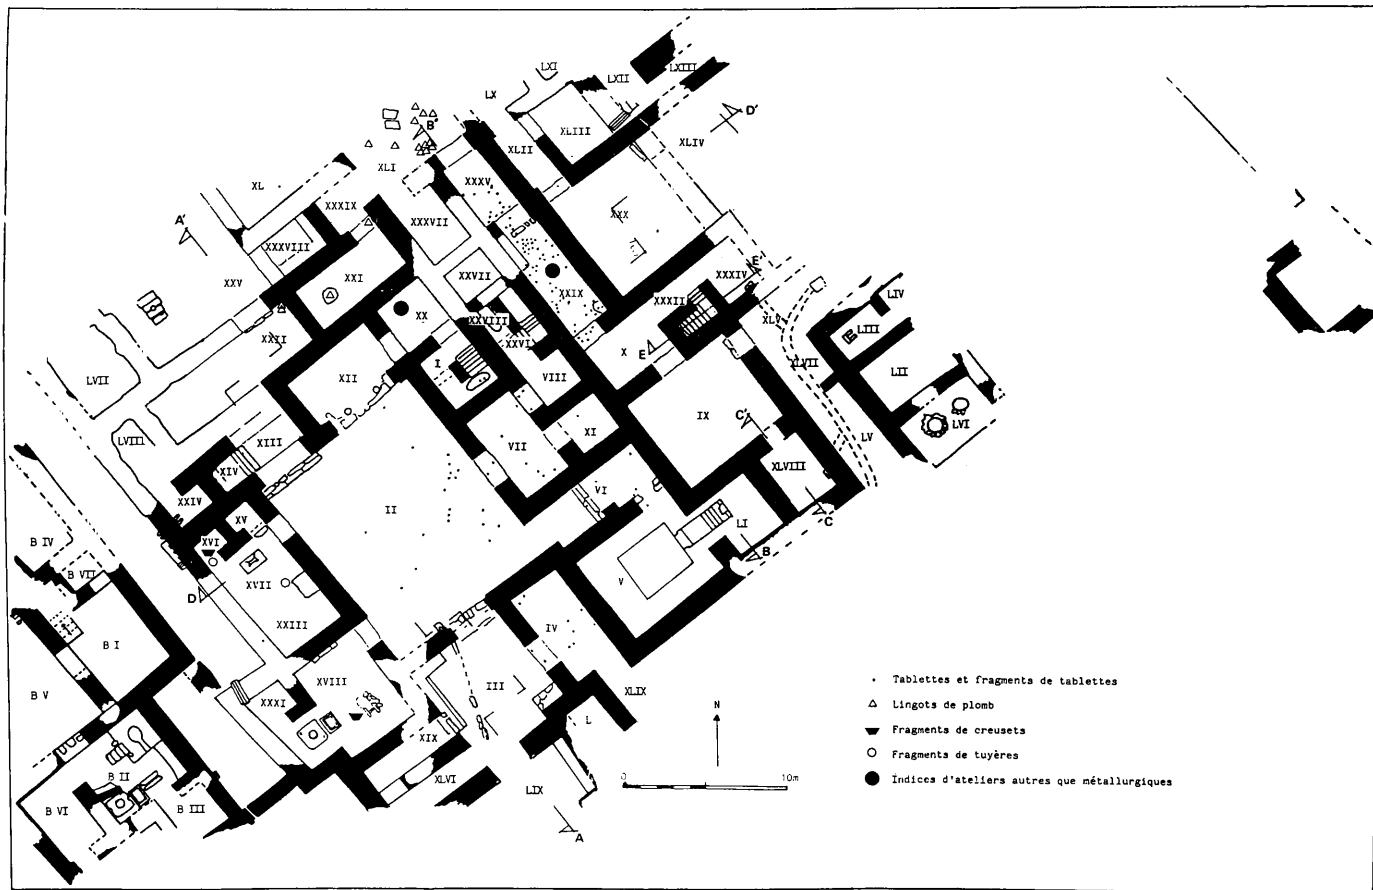 LXI
LXII
LXIII
LX
B'
D'
XLIII
XLII
XLIV
XLI
XL
XXXV
XXXIX
XXXVII
XXX
A'
XXXVIII
XXV
XXI
XXVII
XXIX
XXXIV
E'
XXXII
LIV
XX
XXVIII
XLV
LIII
XXII
XXVI
X
E
XLVII
LII
LVII
XII
I
VIII
IX
C'
LVI
LVIII
XIII
VII
XI
LV
XIV
XLVIII
XXIV
VI
II
XV
LI
C
B IV
XVI
B
B VII
XVII
V
D
XXIII
IV
B I
XVIII
III
XLIX
B V
XXXI
L
XIX
B II
XLVI
LIX
B VI
B III
A
N
0
10m
Tablettes et fragments de tablettes
Lingots de plomb
Fragments de creusets
Fragments de tuyères
Indices d'ateliers autres que métallurgiques